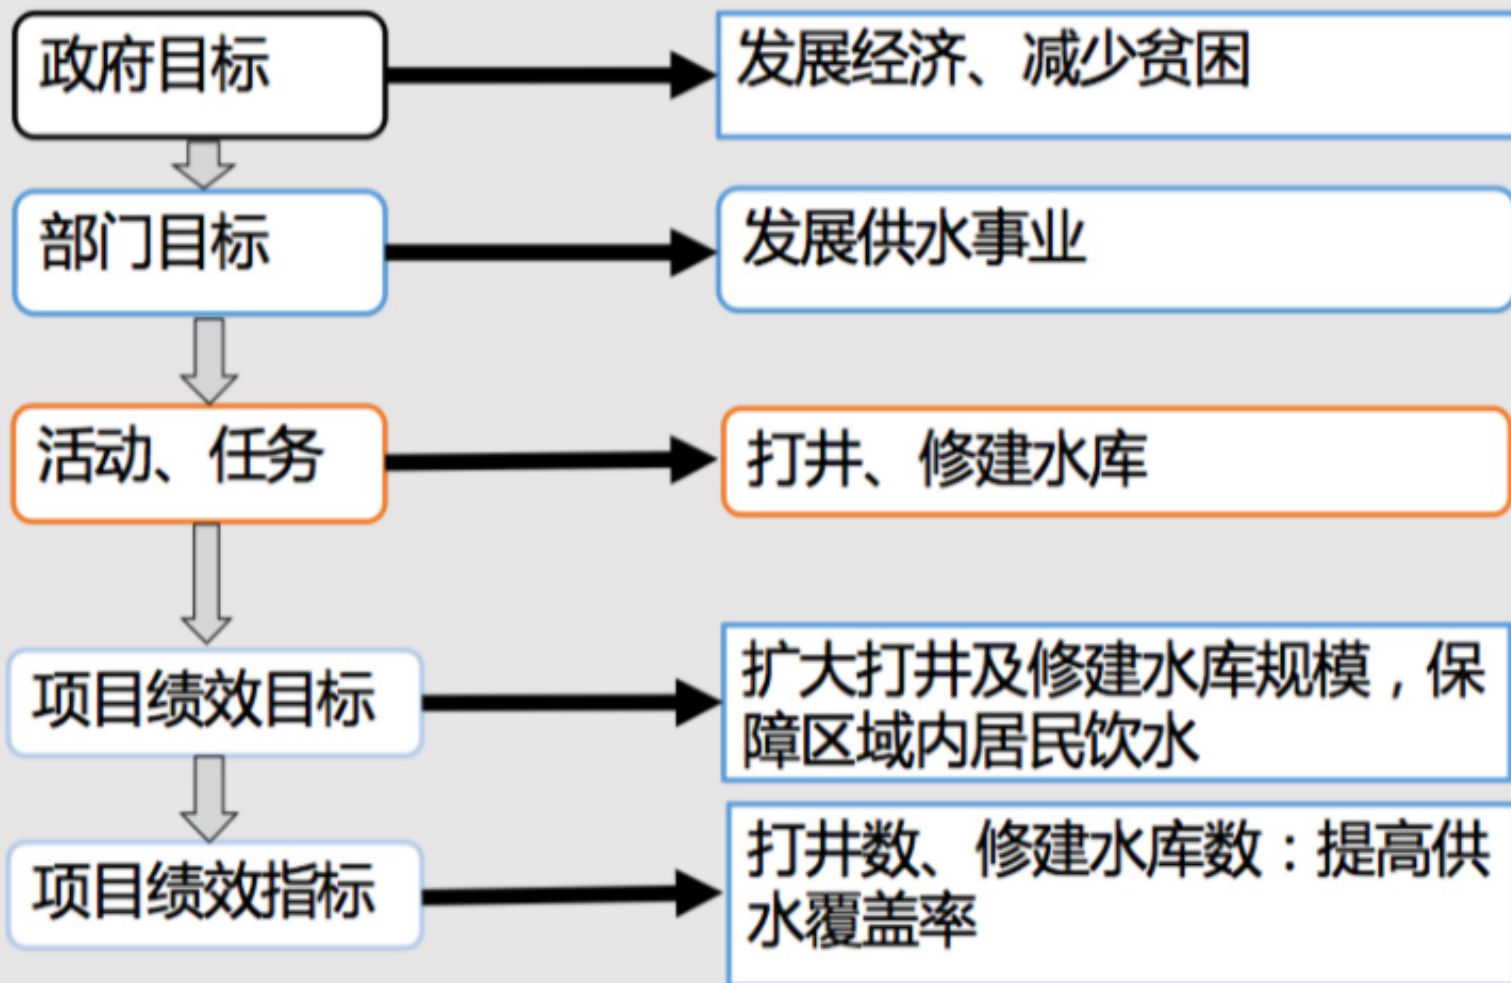 政府目标
发展经济、减少贫困
部门目标
发展供水事业
活动、任务
打井、修建水库
项目绩效目标
扩大打井及修建水库规模，保
障区域内居民饮水
项目绩效指标
打井数、修建水库数：提高供
水覆盖率